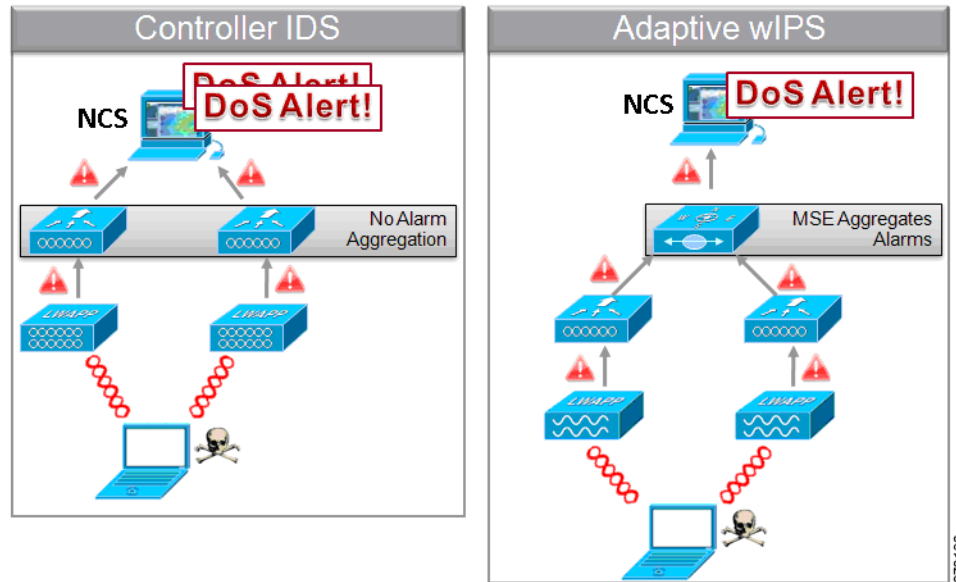 Controller IDS
DoS Alert!
DoS Alert!
NCS
No Alarm
Aggregation
LWAPP
LWAPP
Adaptive wIPS
DoS Alert!
NCS
MSE Aggregates
Alarms
LWAPP
LWAPP